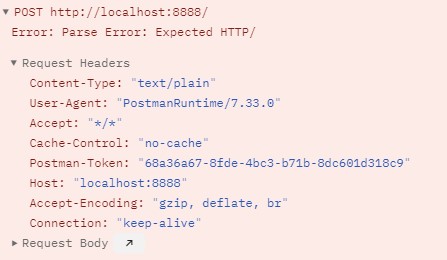 POST http://localhost:8888/
Error: Parse Error: Expected HTTP/
Request Headers
Content-Type: "text/plain"
User-Agent: "PostmanRuntime/7.33.0"
Accept: "*/*"
Cache-Control: "no-cache"
Postman-Token: "68a36a67-8fde-4bc3-b71b-8dc601d318c9"
Host: "localhost:8888"
Accept-Encoding: "gzip, deflate, br"
Connection: "keep-alive"
Request Body